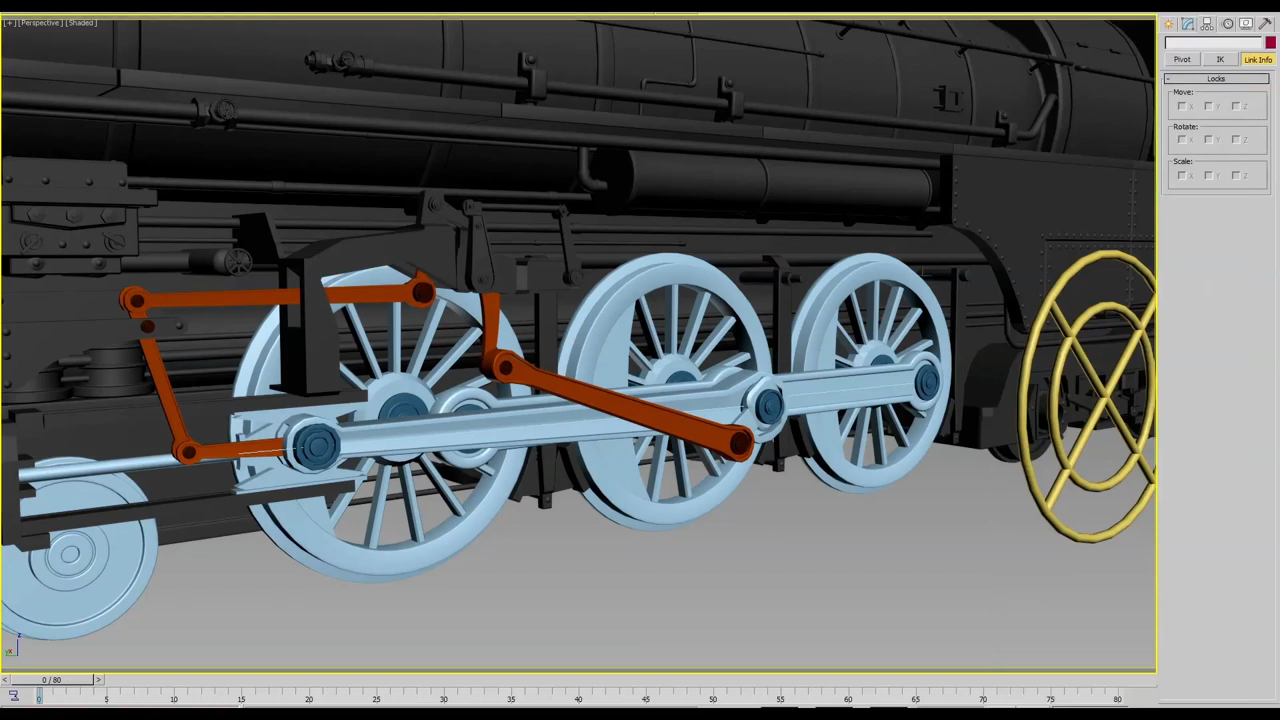 [+] [Perspective] [Shaded]
Pivot IK Link Info
- Locks
Move:
X Y Z
Rotate:
X Y Z
Scale:
X Y Z
z
x
< 0 / 80 >
0 5 10 15 20 25 30 35 40 45 50 55 60 65 70 75 80